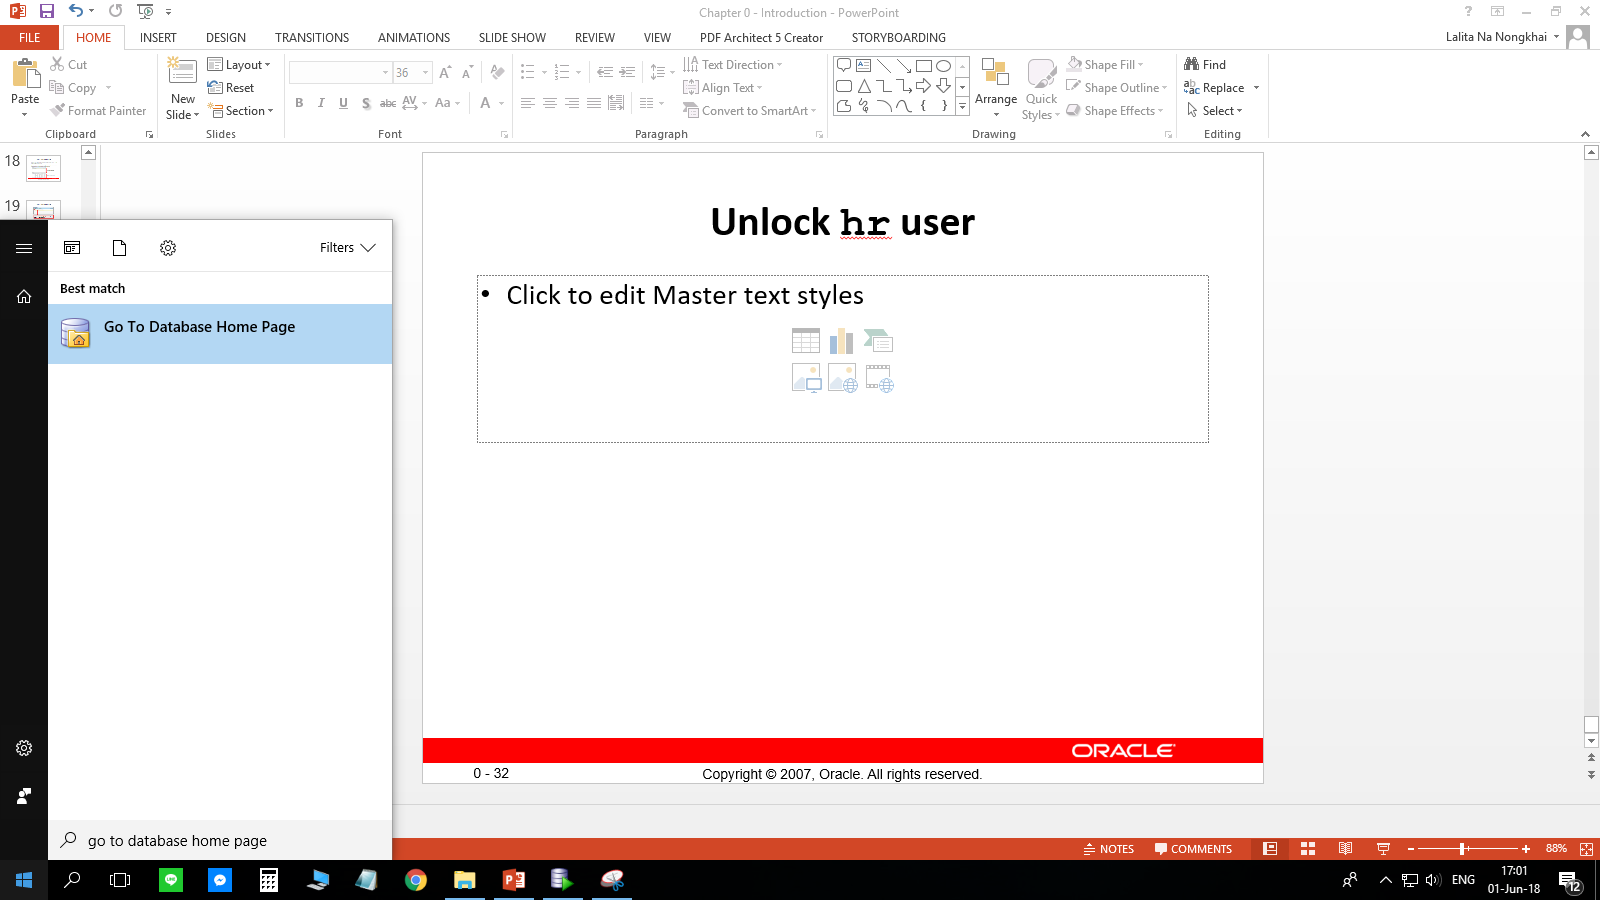 Chapter 0 - Introduction - PowerPoint
FILE
HOME
INSERT
DESIGN
TRANSITIONS
ANIMATIONS
SLIDE SHOW
REVIEW
VIEW
PDF Architect 5 Creator
STORYBOARDING
Lalita Na Nongkhai
Paste
Cut
Copy
Format Painter
Clipboard
New
Slide
Layout
Reset
Section
Slides
36
Font
Text Direction
Align Text
Convert to SmartArt
Paragraph
Arrange
Quick
Styles
Shape Fill
Shape Outline
Shape Effects
Drawing
Find
Replace
Select
Editing
18
19
Unlock hr user
• Click to edit Master text styles
ORACLE
0 - 32
Copyright © 2007, Oracle. All rights reserved.
Filters
Best match
Go To Database Home Page
go to database home page
NOTES
COMMENTS
88%
ENG
17:01
01-Jun-18
12